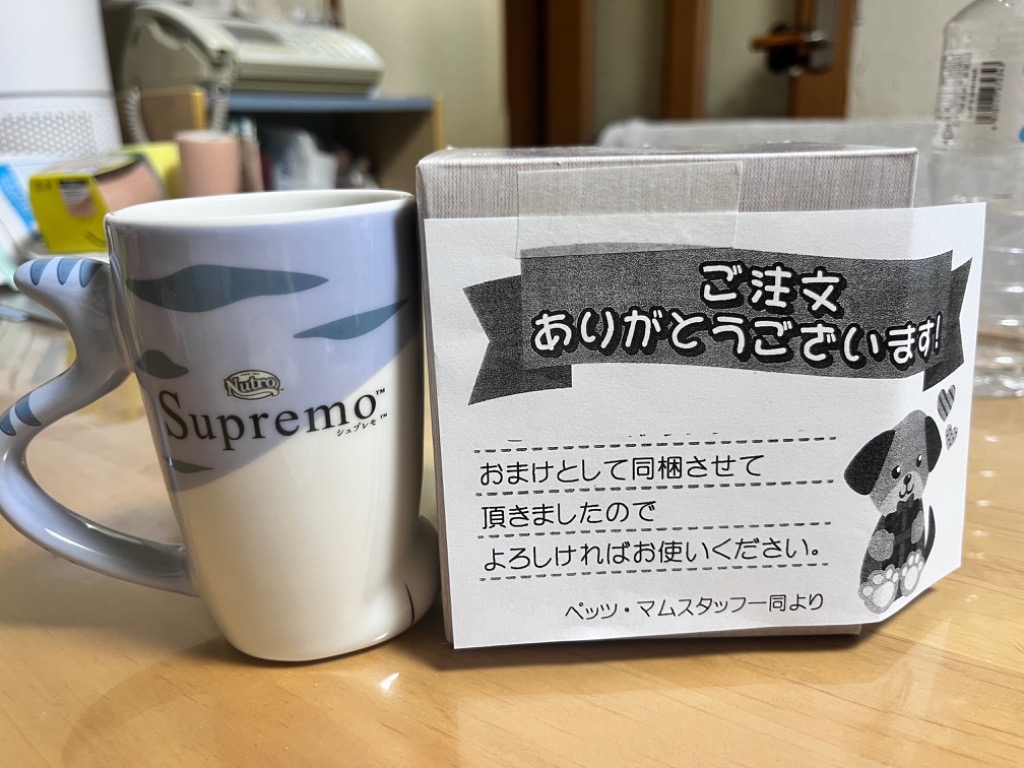 Nutro
Supremo™
シュプレモ™
ご注文
ありがとうございます!
おまけとして同梱させて
頂きましたので
よろしければお使いください。
ペッツ・マムスタッフ一同より